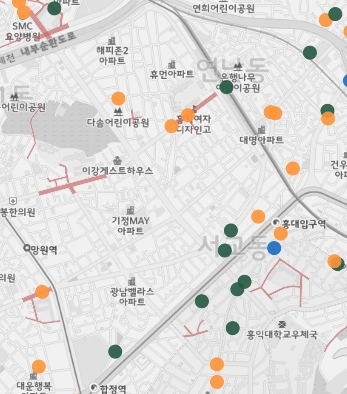 아파트
연희어린이공원
SMC
요양병원
내부순환도로
해피존2
아파트
휴먼아파트
연남동
은행나무
어린이공원
어린이공원
다솜어린이공원
여자
디자인고
대명아파트
이강게스트하우스
건우
아파트
봉한의원
기정MAY
아파트
홍대입구역
서교동
망원역
의원
광남벨라스
아파트
홍익대학교우체국
대운행복
합정역